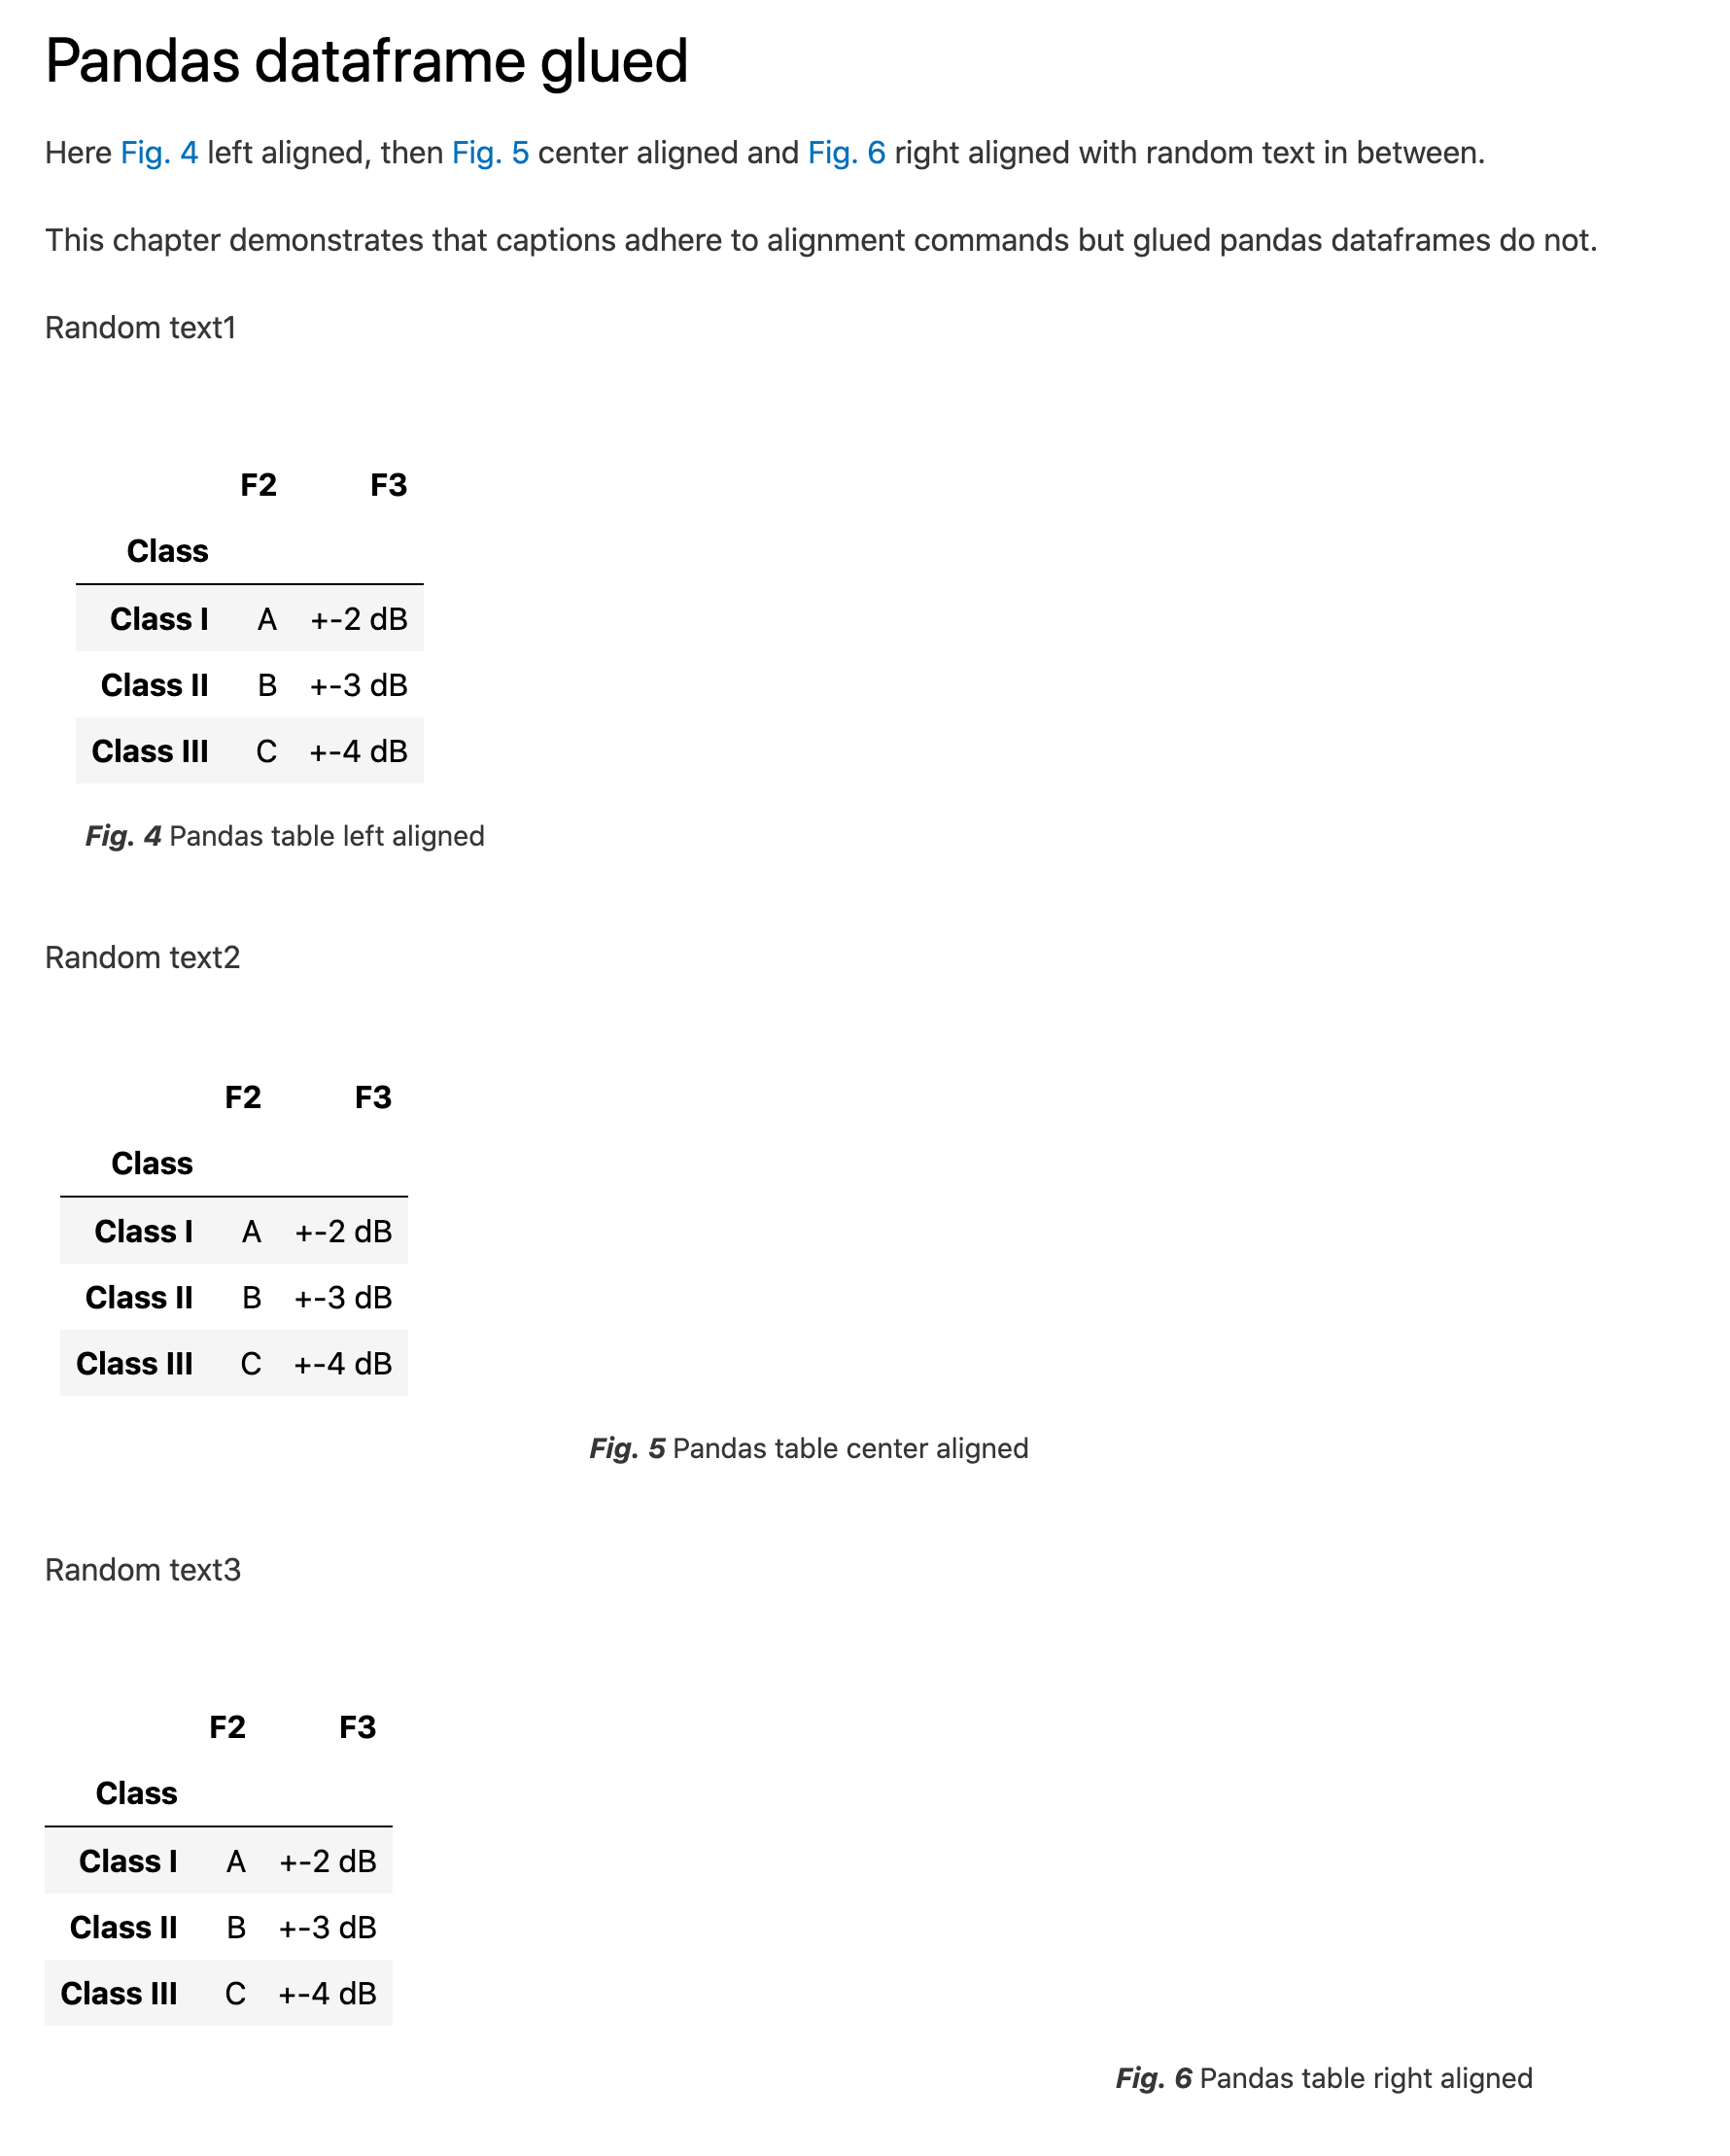 Pandas dataframe glued
Here Fig. 4 left aligned, then Fig. 5 center aligned and Fig. 6 right aligned with random text in between.
This chapter demonstrates that captions adhere to alignment commands but glued pandas dataframes do not.
Random text1
F2 F3
Class
Class I A +-2 dB
Class II B +-3 dB
Class III C +-4 dB
Fig. 4 Pandas table left aligned
Random text2
F2 F3
Class
Class I A +-2 dB
Class II B +-3 dB
Class III C +-4 dB
Fig. 5 Pandas table center aligned
Random text3
F2 F3
Class
Class I A +-2 dB
Class II B +-3 dB
Class III C +-4 dB
Fig. 6 Pandas table right aligned